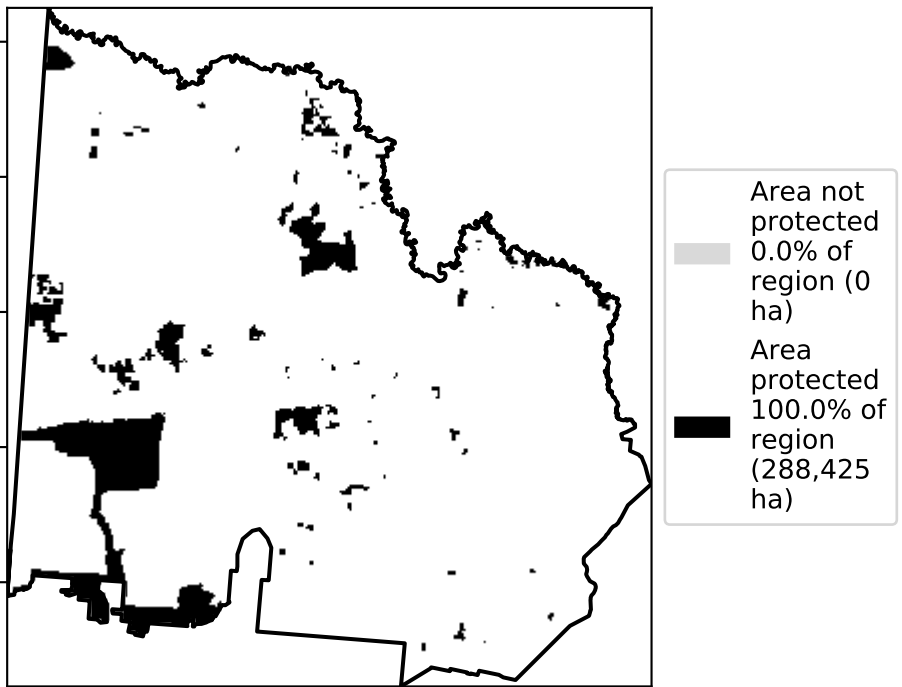 Area not
protected
0.0% of
region (0
ha)
Area
protected
100.0% of
region
(288,425
ha)